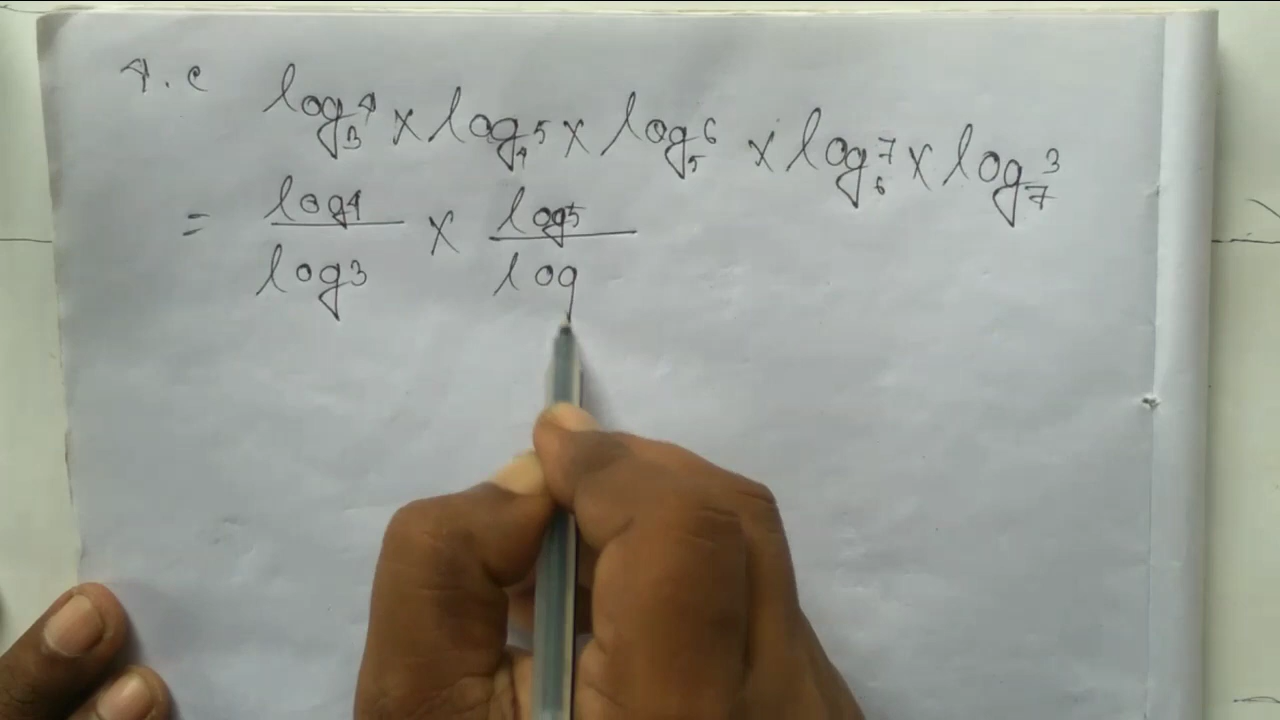 4. c log₃⁴ × log₄⁵ × log₅⁶ × log₆⁷ × log₇³
= log4/log3 × log5/log